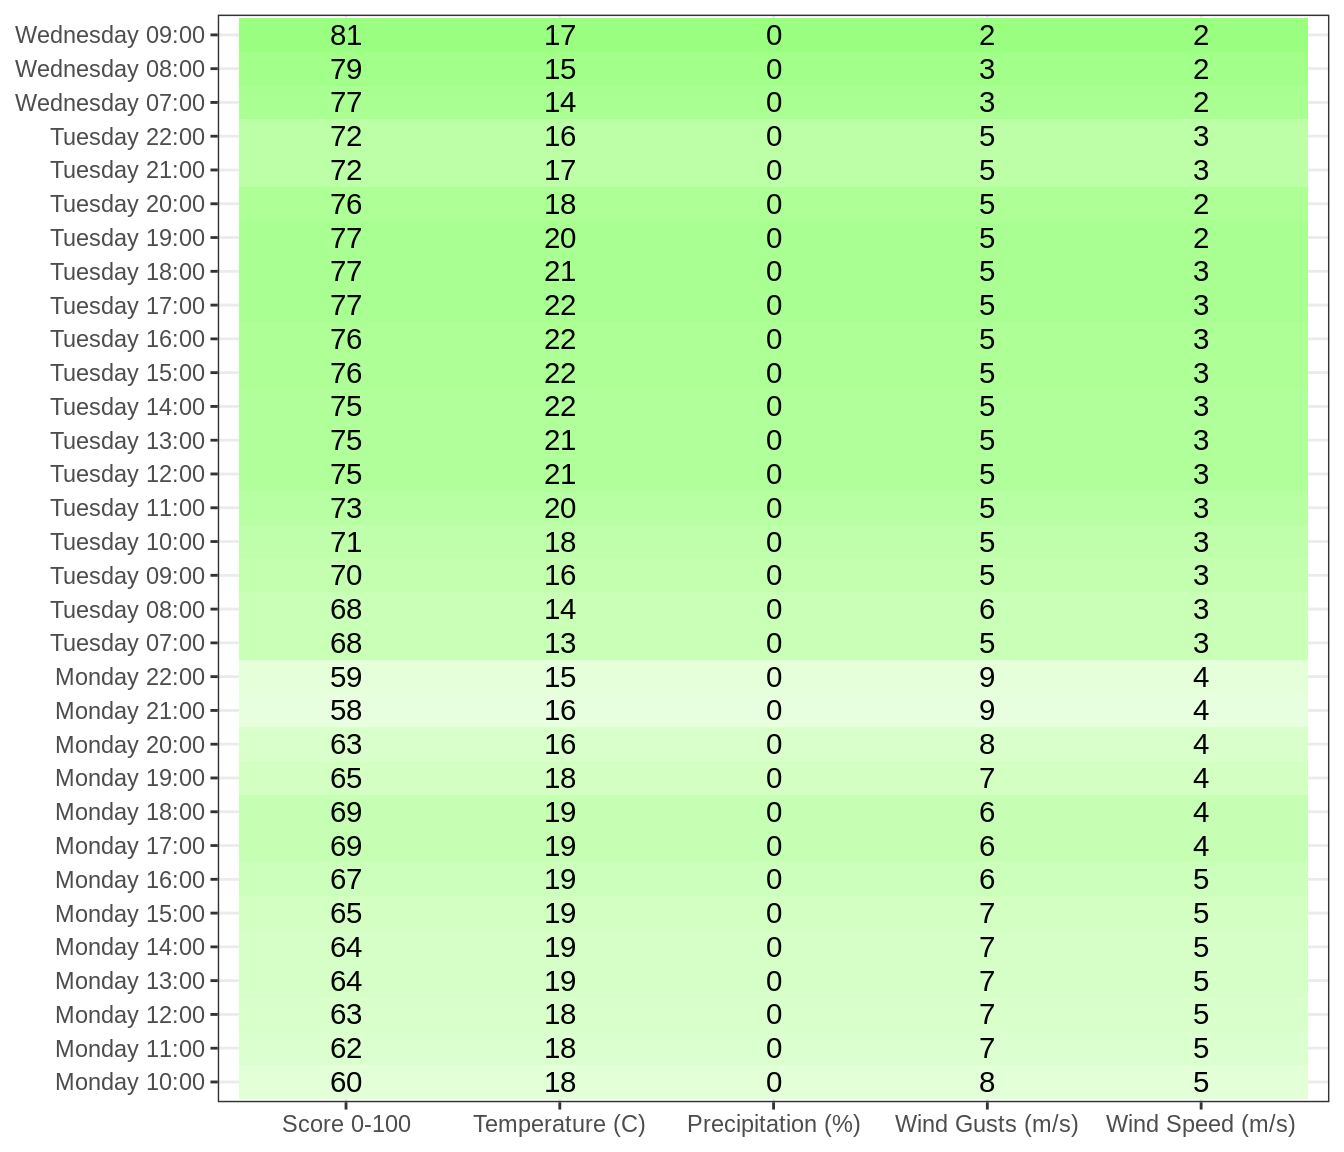 Wednesday 09:00 81 17 0 2 2
Wednesday 08:00 79 15 0 3 2
Wednesday 07:00 77 14 0 3 2
Tuesday 22:00 72 16 0 5 3
Tuesday 21:00 72 17 0 5 3
Tuesday 20:00 76 18 0 5 2
Tuesday 19:00 77 20 0 5 2
Tuesday 18:00 77 21 0 5 3
Tuesday 17:00 77 22 0 5 3
Tuesday 16:00 76 22 0 5 3
Tuesday 15:00 76 22 0 5 3
Tuesday 14:00 75 22 0 5 3
Tuesday 13:00 75 21 0 5 3
Tuesday 12:00 75 21 0 5 3
Tuesday 11:00 73 20 0 5 3
Tuesday 10:00 71 18 0 5 3
Tuesday 09:00 70 16 0 5 3
Tuesday 08:00 68 14 0 6 3
Tuesday 07:00 68 13 0 5 3
Monday 22:00 59 15 0 9 4
Monday 21:00 58 16 0 9 4
Monday 20:00 63 16 0 8 4
Monday 19:00 65 18 0 7 4
Monday 18:00 69 19 0 6 4
Monday 17:00 69 19 0 6 4
Monday 16:00 67 19 0 6 5
Monday 15:00 65 19 0 7 5
Monday 14:00 64 19 0 7 5
Monday 13:00 64 19 0 7 5
Monday 12:00 63 18 0 7 5
Monday 11:00 62 18 0 7 5
Monday 10:00 60 18 0 8 5
Score 0-100 Temperature (C) Precipitation (%) Wind Gusts (m/s) Wind Speed (m/s)